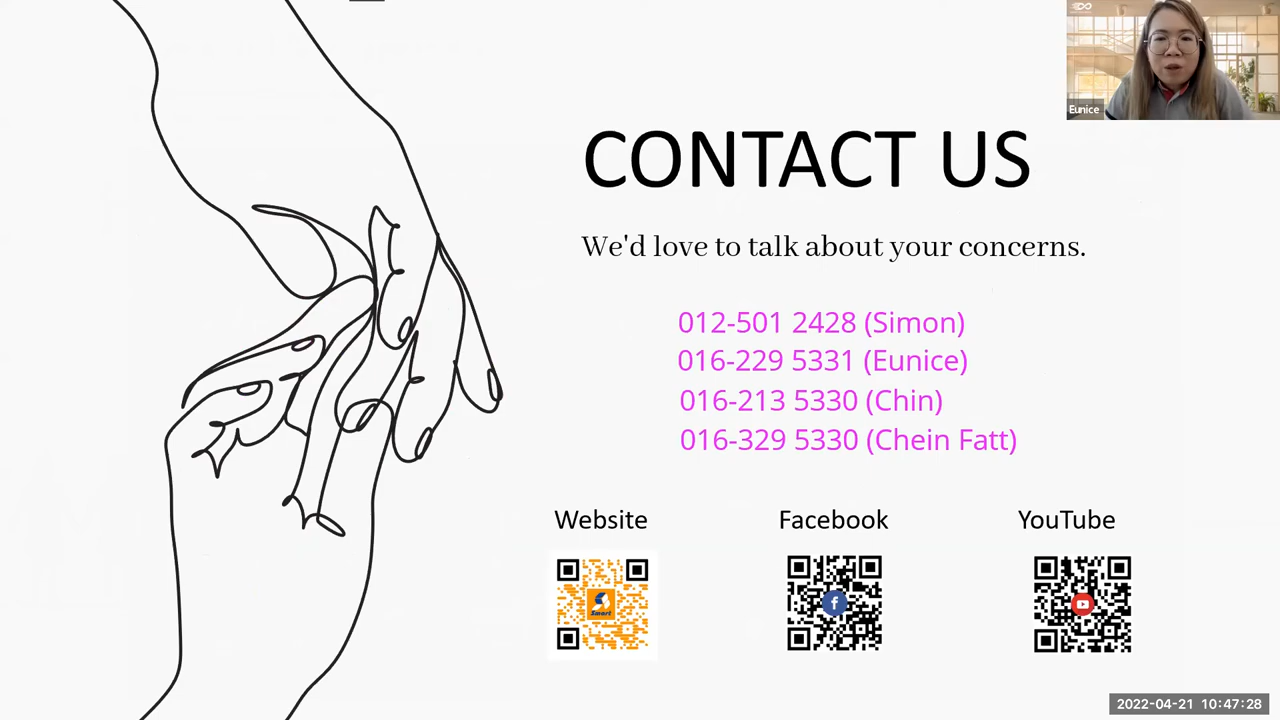 Eunice
CONTACT US
We'd love to talk about your concerns.
012-501 2428 (Simon)
016-229 5331 (Eunice)
016-213 5330 (Chin)
016-329 5330 (Chein Fatt)
Website
Facebook
YouTube
Smart
2022-04-21 10:47:28